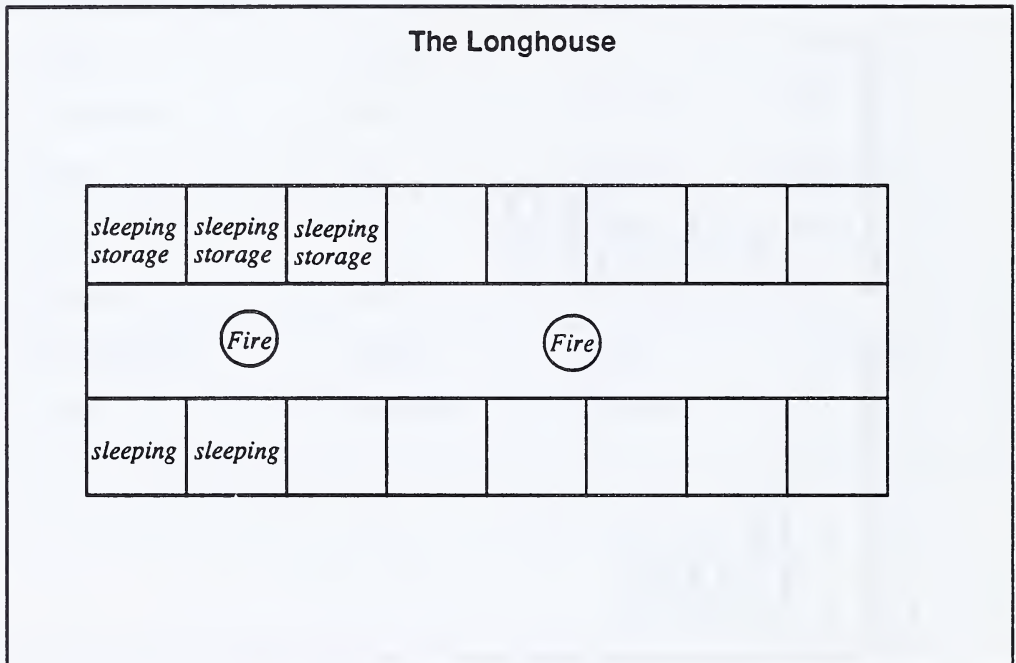 The Longhouse
sleeping sleeping sleeping
storage storage storage
Fire Fire
sleeping sleeping